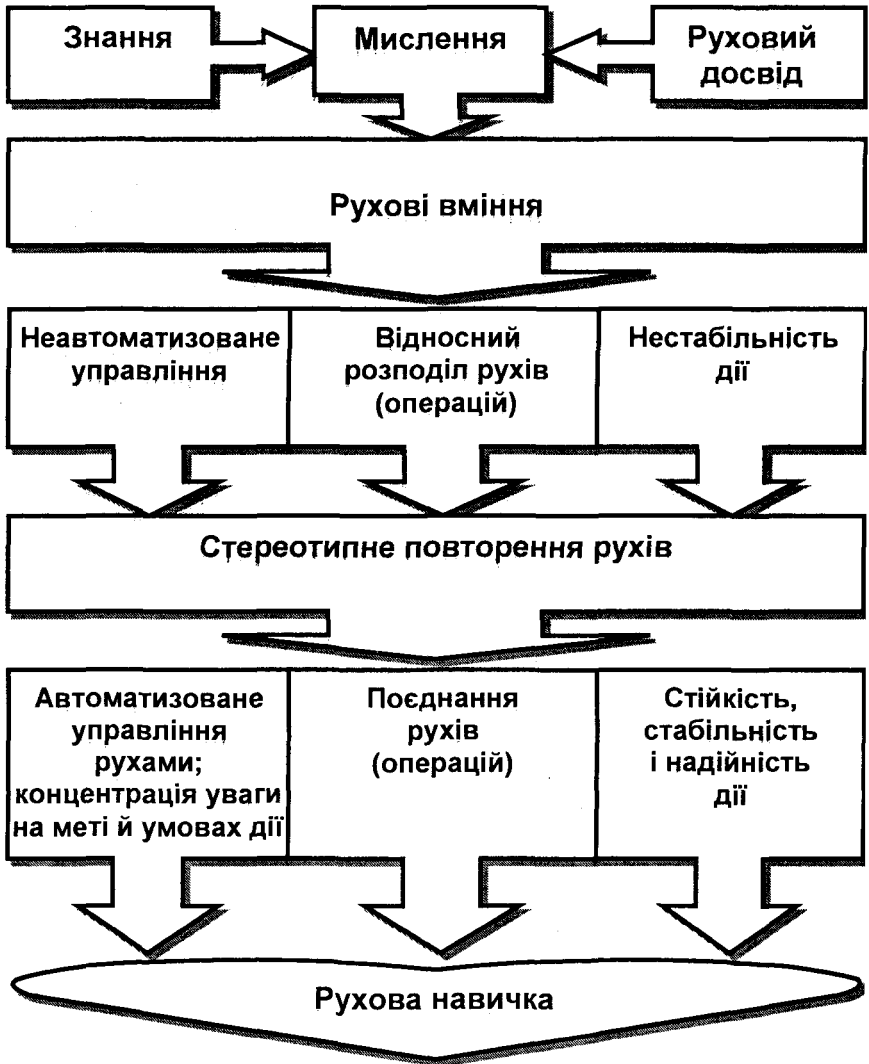 Знання
Мислення
Руховий
досвід
Рухові вміння
Неавтоматизоване
управління
Відносний
розподіл рухів
(операцій)
Нестабільність
дії
Стереотипне повторення рухів
Автоматизоване
управління
рухами;
концентрація уваги
на меті й умовах дії
Поєднання
рухів
(операцій)
Стійкість,
стабільність
і надійність
дії
Рухова навичка